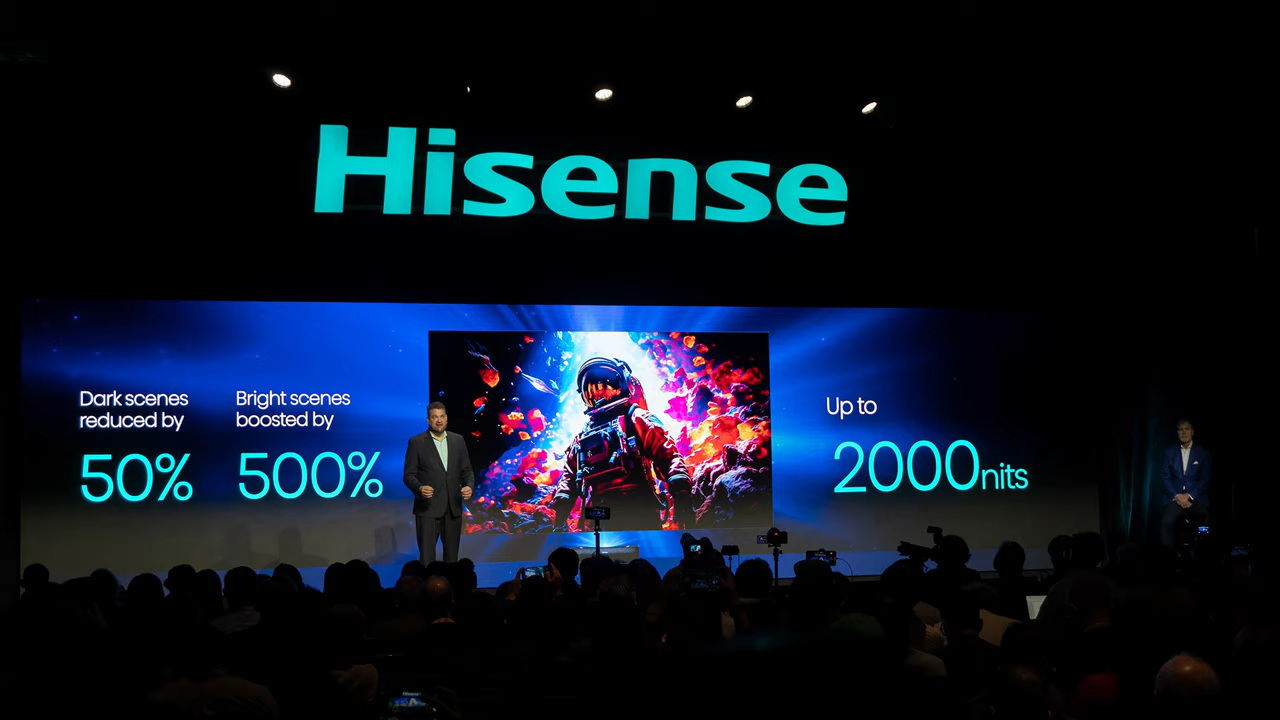 Hisense
Dark scenes
reduced by
50%
Bright scenes
boosted by
500%
Up to
2000nits